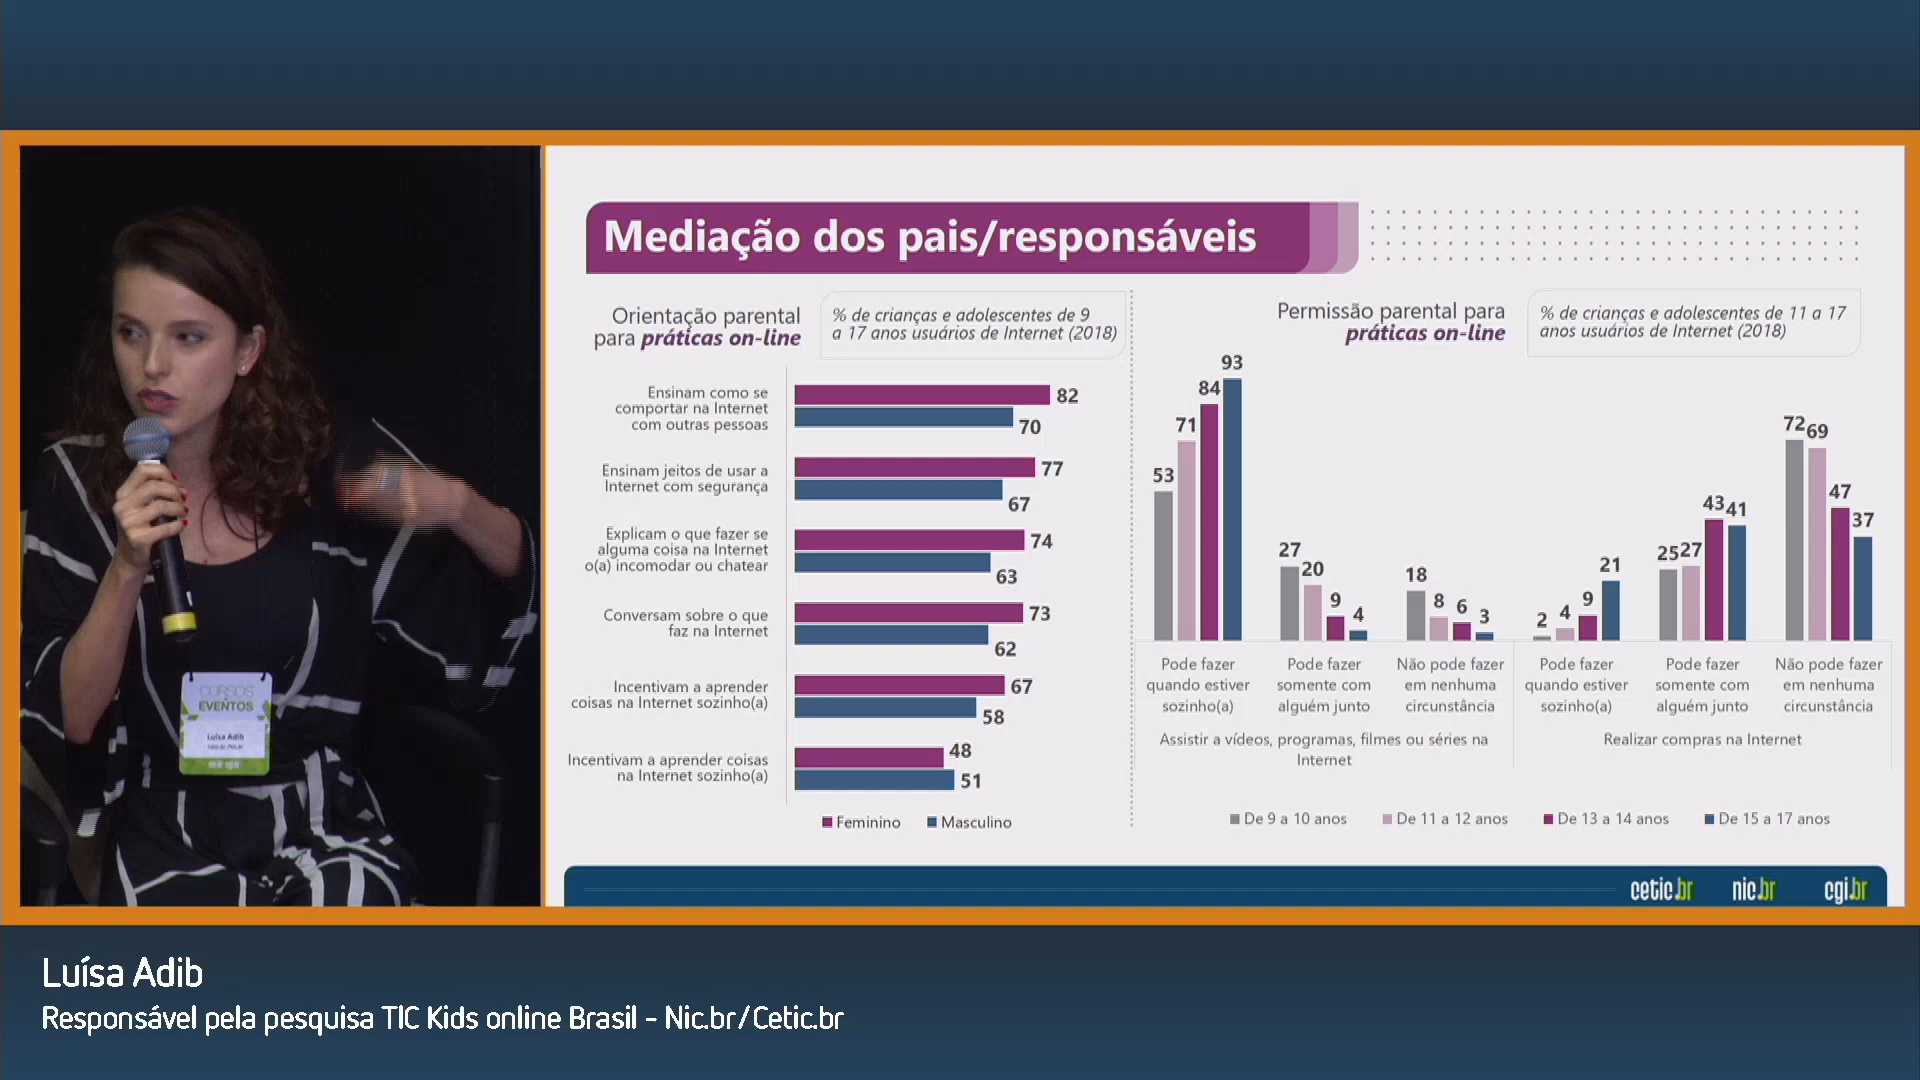 Mediação dos pais/responsáveis
Orientação parental
para práticas on-line
% de crianças e adolescentes de 9
a 17 anos usuários de Internet (2018)
Ensinam como se
comportar na Internet
com outras pessoas
82
70
Ensinam jeitos de usar a
Internet com segurança
77
67
Explicam o que fazer se
alguma coisa na Internet
o(a) incomodar ou chatear
74
63
Conversam sobre o que
faz na Internet
73
62
Incentivam a aprender
coisas na Internet sozinho(a)
67
58
Incentivam a aprender coisas
na Internet sozinho(a)
48
51
Feminino Masculino
Permissão parental para
práticas on-line
% de crianças e adolescentes de 11 a 17
anos usuários de Internet (2018)
53 71 84 93
27 20 9 4
18 8 6 3
2 4 9 21
25 27 43 41
72 69 47 37
Pode fazer
quando estiver
sozinho(a)
Pode fazer
somente com
alguém junto
Não pode fazer
em nenhuma
circunstância
Pode fazer
quando estiver
sozinho(a)
Pode fazer
somente com
alguém junto
Não pode fazer
em nenhuma
circunstância
Assistir a vídeos, programas, filmes ou séries na
Internet
Realizar compras na Internet
De 9 a 10 anos De 11 a 12 anos De 13 a 14 anos De 15 a 17 anos
cetic.br nic.br cgi.br
CURSOS
EVENTOS
Luísa Adib
Luísa Adib
Responsável pela pesquisa TIC Kids online Brasil - Nic.br/Cetic.br